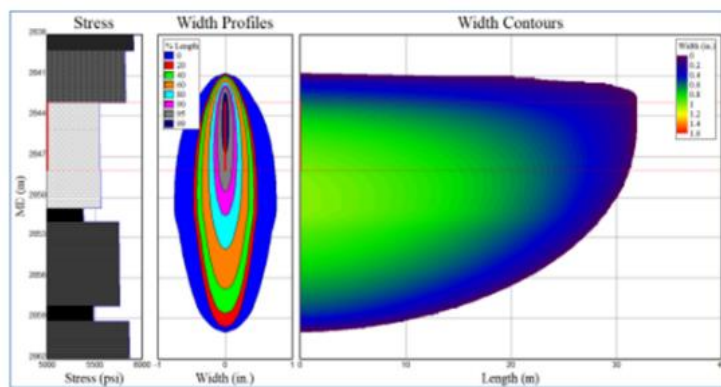 Stress
Width Profiles
Width Contours
% Length
0
20
40
60
80
90
95
99
Width (in.)
0
0.2
0.4
0.6
0.8
1
1.2
1.4
1.6
MD (m)
5000 5500 6000
-1 0 1
0 10 20 30 40
Stress (psi)
Width (in.)
Length (m)